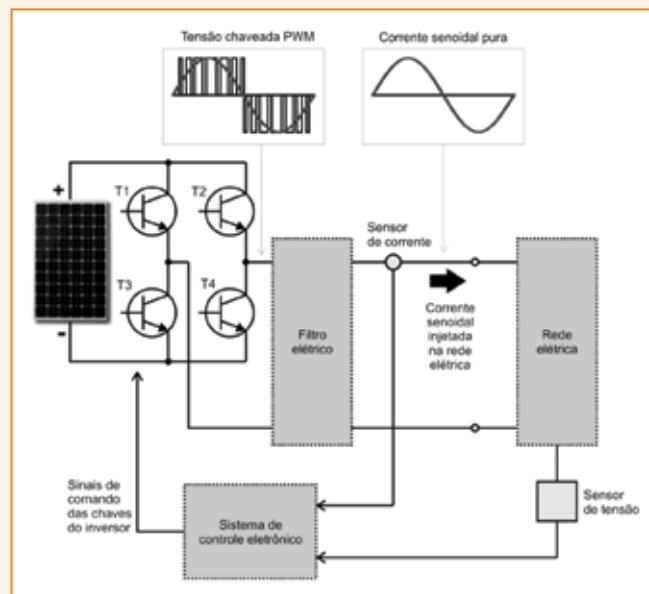 Tensão chaveada PWM
Corrente senoidal pura
+
T1
T2
Sensor
de corrente
T3
T4
-
Filtro
elétrico
Corrente
senoidal
injetada
na rede
elétrica
Rede
elétrica
Sinais de
comando
das chaves
do inversor
Sistema de
controle eletrônico
Sensor
de tensão